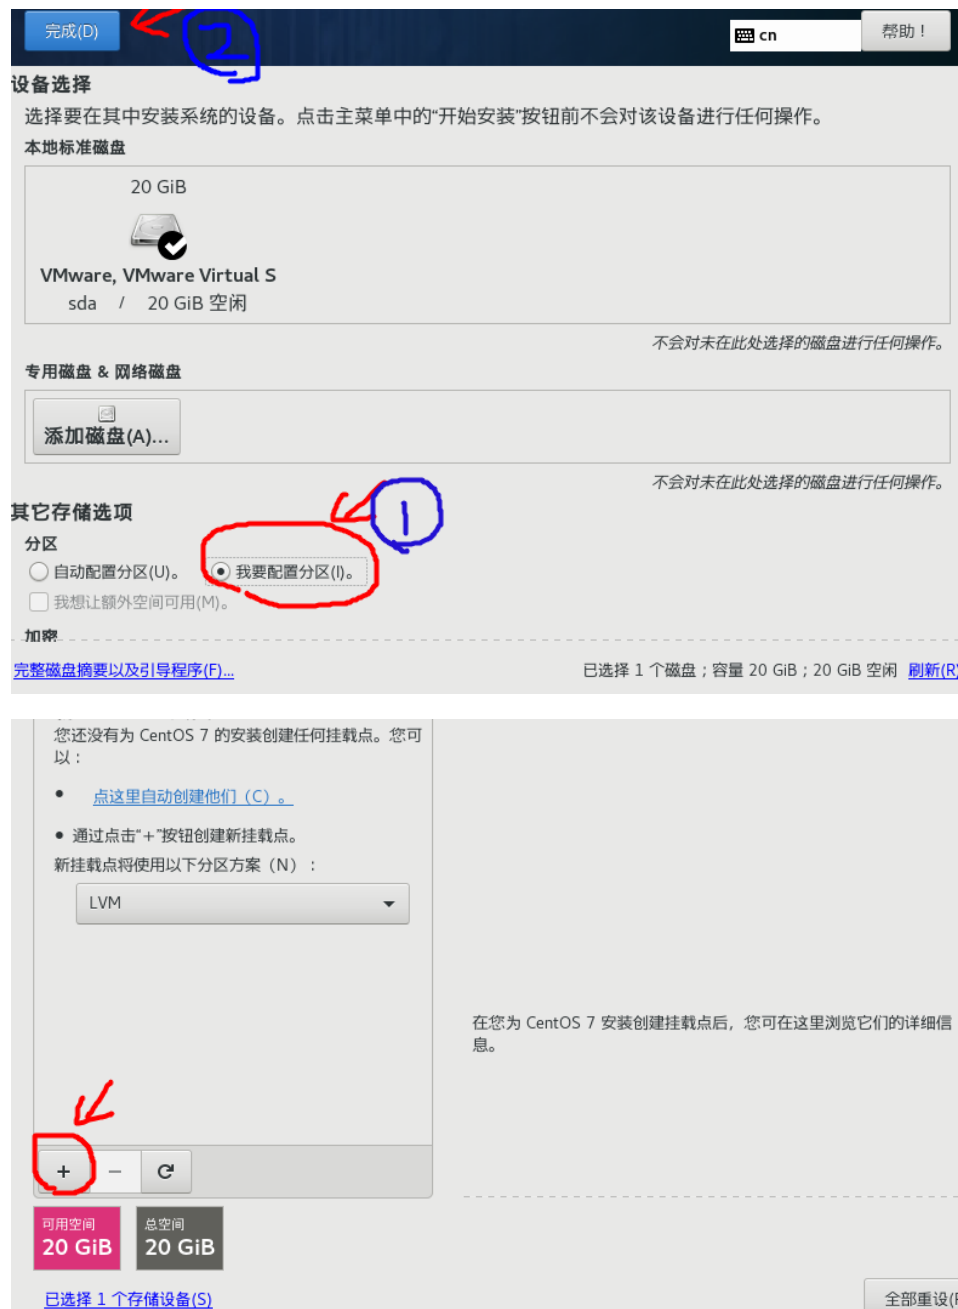 完成(D)
2
cn
帮助！
设备选择
选择要在其中安装系统的设备。点击主菜单中的“开始安装”按钮前不会对该设备进行任何操作。
本地标准磁盘
20 GiB
VMware, VMware Virtual S
sda / 20 GiB 空闲
不会对未在此处选择的磁盘进行任何操作。
专用磁盘 & 网络磁盘
添加磁盘(A)...
不会对未在此处选择的磁盘进行任何操作。
其它存储选项
1
分区
自动配置分区(U)。 我要配置分区(I)。
我想让额外空间可用(M)。
加密
完整磁盘摘要以及引导程序(F)... 已选择 1 个磁盘；容量 20 GiB；20 GiB 空闲 刷新(R)
您还没有为 CentOS 7 的安装创建任何挂载点。您可
以：
• 点这里自动创建他们（C）。
• 通过点击“+”按钮创建新挂载点。
新挂载点将使用以下分区方案（N）：
LVM
在您为 CentOS 7 安装创建挂载点后，您可在这里浏览它们的详细信
息。
+ −
可用空间 总空间
20 GiB 20 GiB
已选择 1 个存储设备(S)
全部重设(